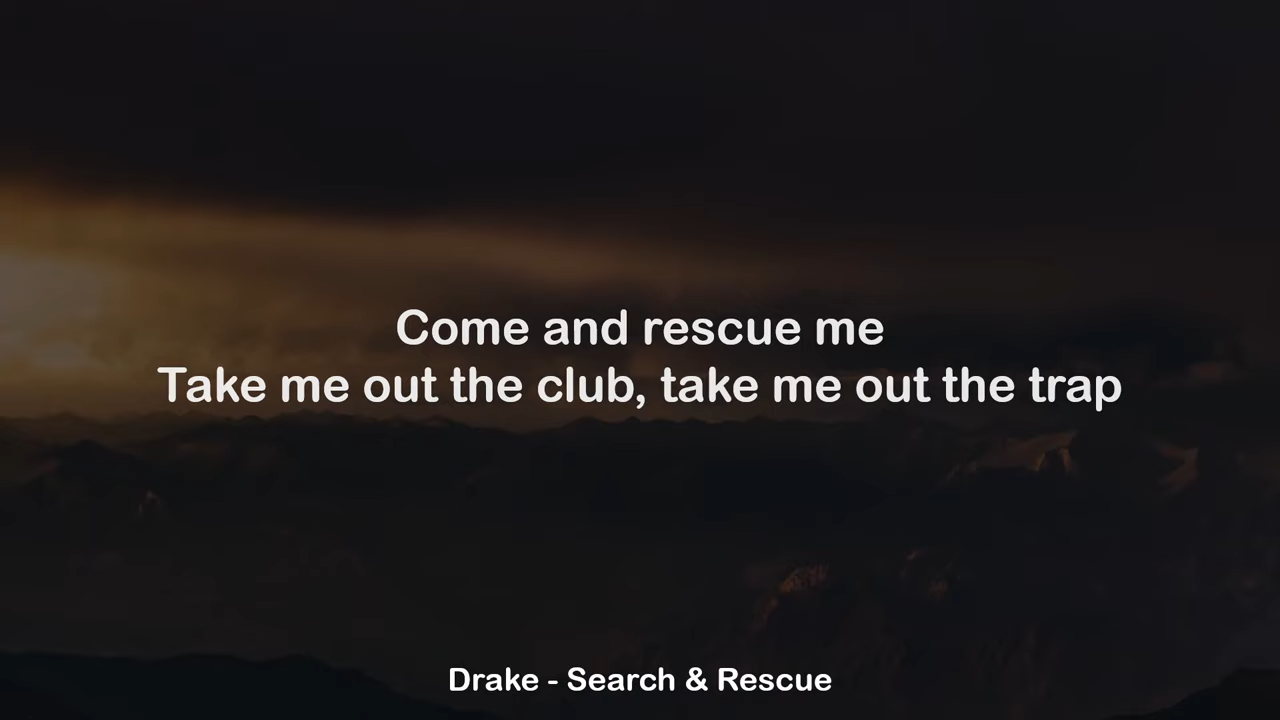 Come and rescue me
Take me out the club, take me out the trap
Drake - Search & Rescue